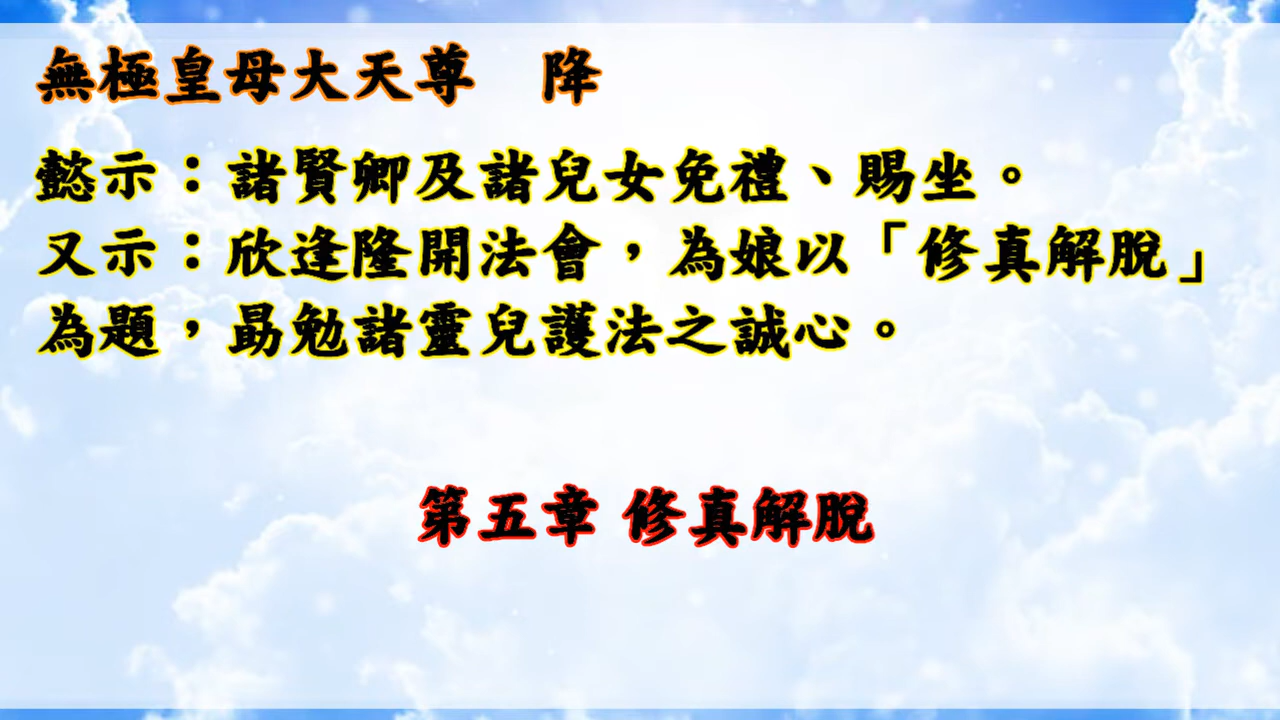 無極皇母大天尊　降
懿示：諸賢卿及諸兒女免禮、賜坐。
又示：欣逢隆開法會，為娘以「修真解脫」
為題，勗勉諸靈兒護法之誠心。
第五章 修真解脫